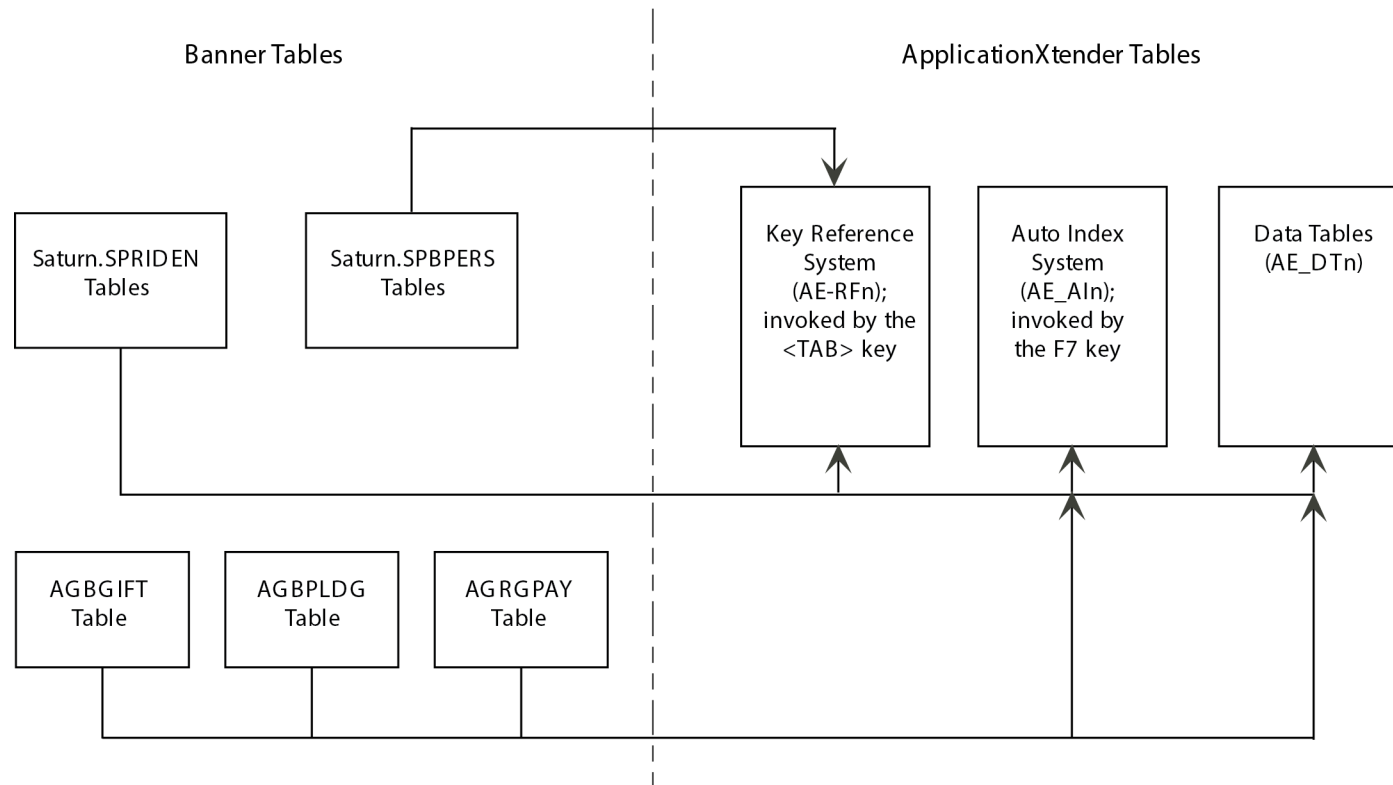 Banner Tables
ApplicationXtender Tables
Saturn.SPRIDEN
Tables
Saturn.SPBPERS
Tables
Key Reference
System
(AE-RFn);
invoked by the
<TAB> key
Auto Index
System
(AE_AIn);
invoked by
the F7 key
Data Tables
(AE_DTn)
AGBGIFT
Table
AGBPLDG
Table
AGRGPAY
Table